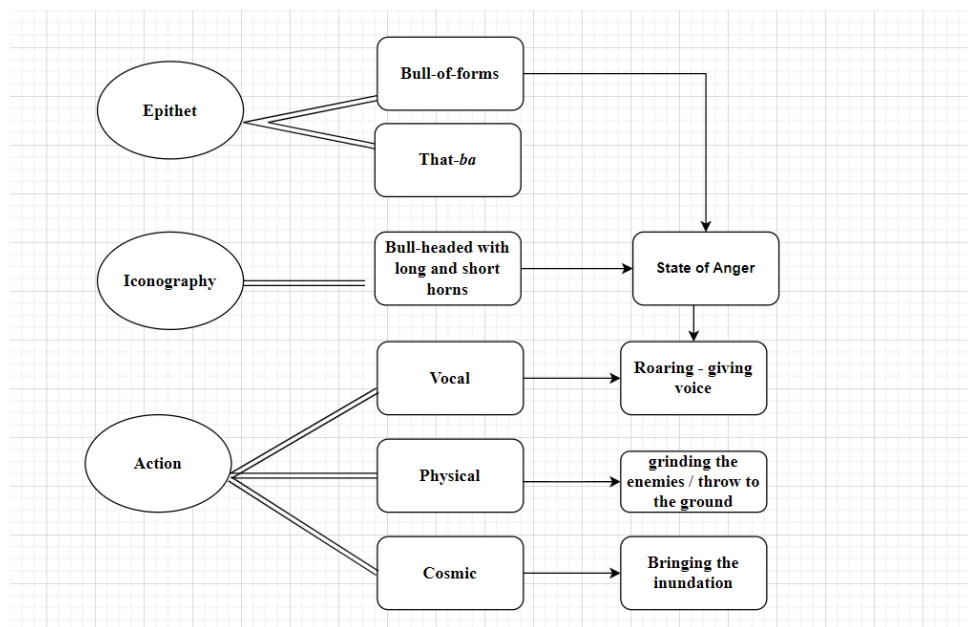 Epithet
Bull-of-forms
That-ba
Iconography
Bull-headed with
long and short
horns
State of Anger
Action
Vocal
Roaring - giving
voice
Physical
grinding the
enemies / throw to
the ground
Cosmic
Bringing the
inundation